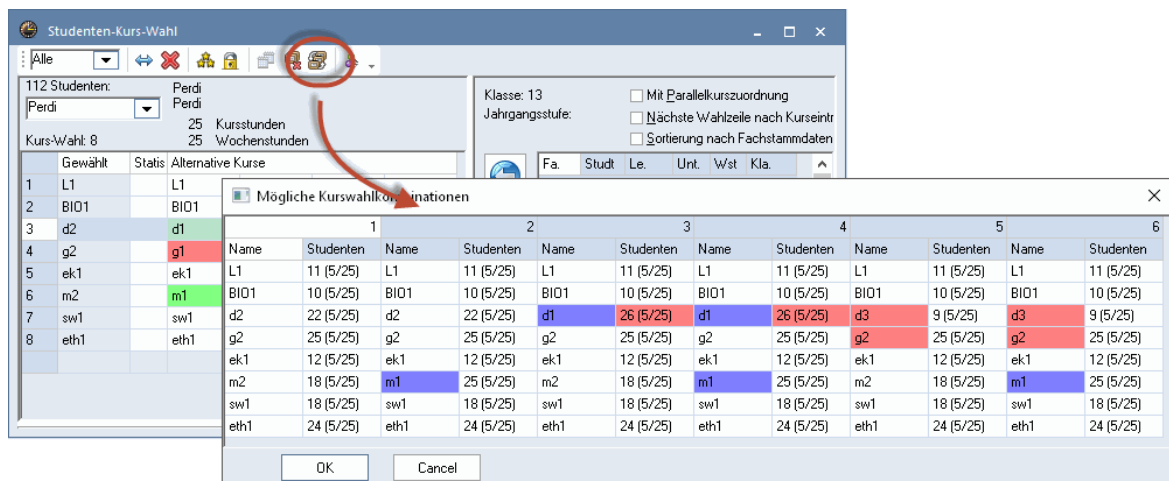 Studenten-Kurs-Wahl
Alle
112 Studenten:
Perdi
Perdi
Perdi
25 Kursstunden
Kurs-Wahl: 8
25 Wochenstunden
Klasse: 13
Jahrgangsstufe:
Mit Parallelkurszuordnung
Nächste Wahlzeile nach Kurseintr
Sortierung nach Fachstammdaten
Gewählt Statis Alternative Kurse
1 L1 L1
2 BIO1 BIO1
3 d2 d1
4 g2 g1
5 ek1 ek1
6 m2 m1
7 sw1 sw1
8 eth1 eth1
Fa. Studt Le. Unt. Wst Kla.
Mögliche Kurswahlkombinationen
1 2 3 4 5 6
Name Studenten Name Studenten Name Studenten Name Studenten Name Studenten Name Studenten
L1 11 (5/25) L1 11 (5/25) L1 11 (5/25) L1 11 (5/25) L1 11 (5/25) L1 11 (5/25)
BIO1 10 (5/25) BIO1 10 (5/25) BIO1 10 (5/25) BIO1 10 (5/25) BIO1 10 (5/25) BIO1 10 (5/25)
d2 22 (5/25) d2 22 (5/25) d1 26 (5/25) d1 26 (5/25) d3 9 (5/25) d3 9 (5/25)
g2 25 (5/25) g2 25 (5/25) g2 25 (5/25) g2 25 (5/25) g2 25 (5/25) g2 25 (5/25)
ek1 12 (5/25) ek1 12 (5/25) ek1 12 (5/25) ek1 12 (5/25) ek1 12 (5/25) ek1 12 (5/25)
m2 18 (5/25) m1 25 (5/25) m2 18 (5/25) m1 25 (5/25) m2 18 (5/25) m1 25 (5/25)
sw1 18 (5/25) sw1 18 (5/25) sw1 18 (5/25) sw1 18 (5/25) sw1 18 (5/25) sw1 18 (5/25)
eth1 24 (5/25) eth1 24 (5/25) eth1 24 (5/25) eth1 24 (5/25) eth1 24 (5/25) eth1 24 (5/25)
OK Cancel